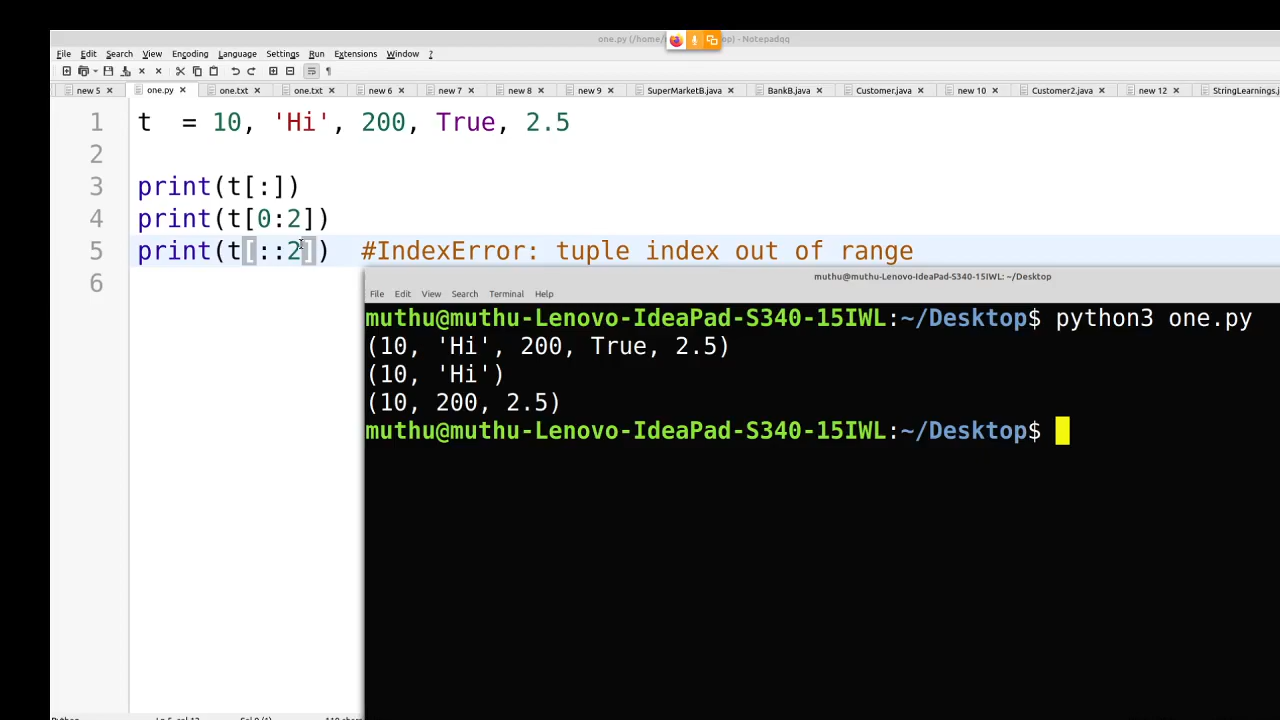 one.py (/home/ op) - Notepadqq
File Edit Search View Encoding Language Settings Run Extensions Window ?
new 5 one.py one.txt one.txt new 6 new 7 new 8 new 9 SuperMarketB.java BankB.java Customer.java new 10 Customer2.java new 12 StringLearnings.j
1 t = 10, 'Hi', 200, True, 2.5
2
3 print(t[:])
4 print(t[0:2])
5 print(t[::2]) #IndexError: tuple index out of range
6
muthu@muthu-Lenovo-IdeaPad-S340-15IWL: ~/Desktop
File Edit View Search Terminal Help
muthu@muthu-Lenovo-IdeaPad-S340-15IWL:~/Desktop$ python3 one.py
(10, 'Hi', 200, True, 2.5)
(10, 'Hi')
(10, 200, 2.5)
muthu@muthu-Lenovo-IdeaPad-S340-15IWL:~/Desktop$